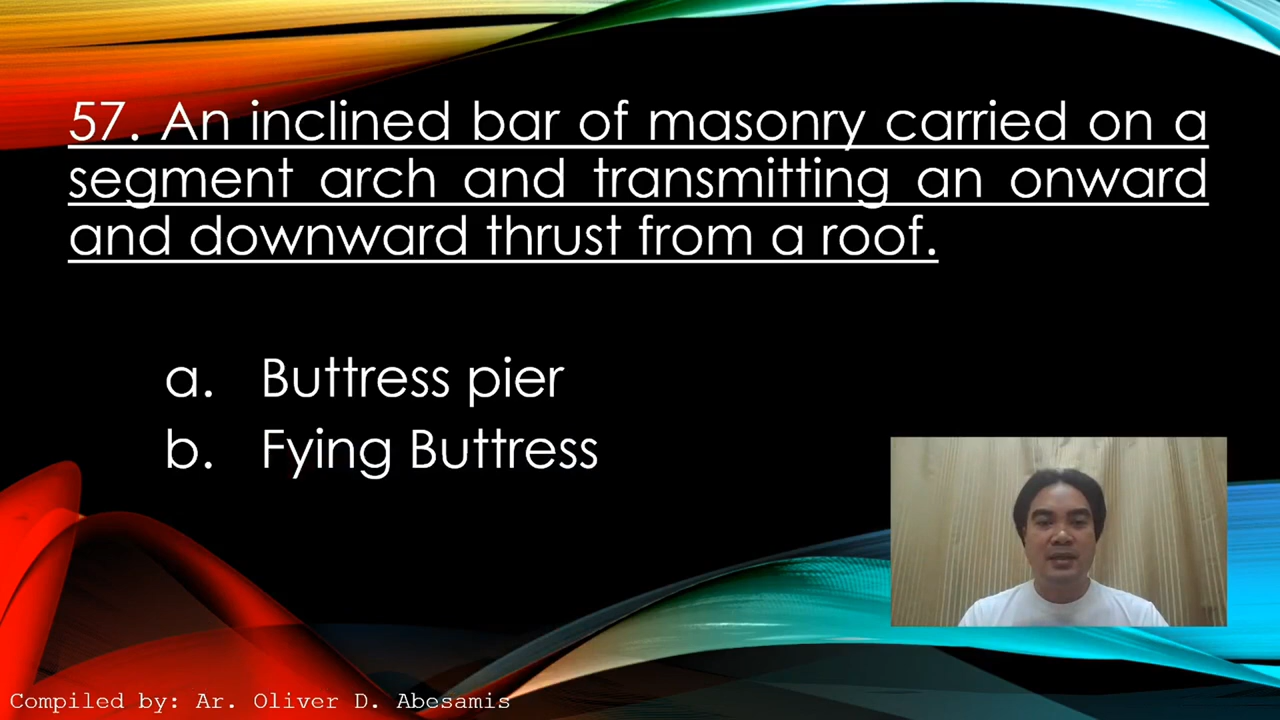 57. An inclined bar of masonry carried on a
segment arch and transmitting an onward
and downward thrust from a roof.
a. Buttress pier
b. Fying Buttress
Compiled by: Ar. Oliver D. Abesamis